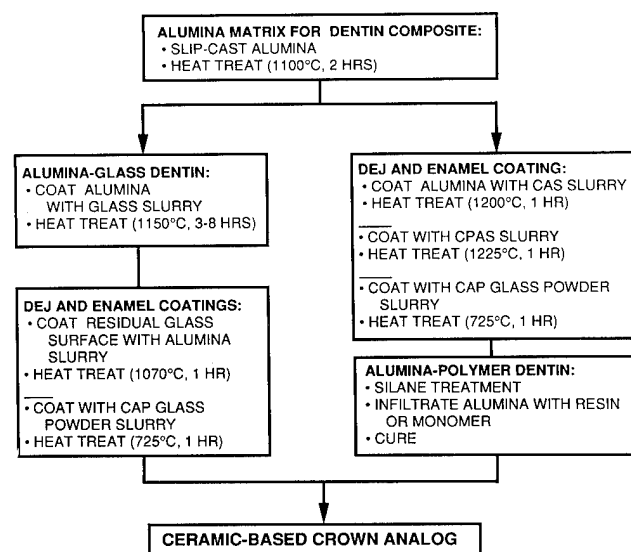 ALUMINA MATRIX FOR DENTIN COMPOSITE:
• SLIP-CAST ALUMINA
• HEAT TREAT (1100°C, 2 HRS)
ALUMINA-GLASS DENTIN:
• COAT ALUMINA
WITH GLASS SLURRY
• HEAT TREAT (1150°C, 3-8 HRS)
DEJ AND ENAMEL COATINGS:
• COAT RESIDUAL GLASS
SURFACE WITH ALUMINA
SLURRY
• HEAT TREAT (1070°C, 1 HR)
• COAT WITH CAP GLASS
POWDER SLURRY
• HEAT TREAT (725°C, 1 HR)
DEJ AND ENAMEL COATING:
• COAT ALUMINA WITH CAS SLURRY
• HEAT TREAT (1200°C, 1 HR)
• COAT WITH CPAS SLURRY
• HEAT TREAT (1225°C, 1 HR)
• COAT WITH CAP GLASS POWDER
SLURRY
• HEAT TREAT (725°C, 1 HR)
ALUMINA-POLYMER DENTIN:
• SILANE TREATMENT
• INFILTRATE ALUMINA WITH RESIN
OR MONOMER
• CURE
CERAMIC-BASED CROWN ANALOG